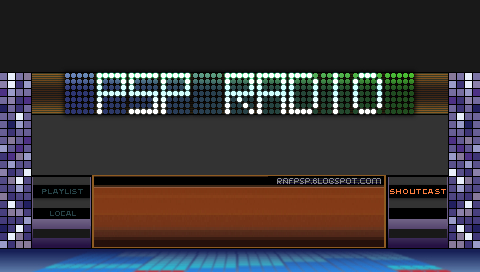 PSP RADIO
RAFPSP.BLOGSPOT.COM
PLAYLIST
SHOUTCAST
LOCAL